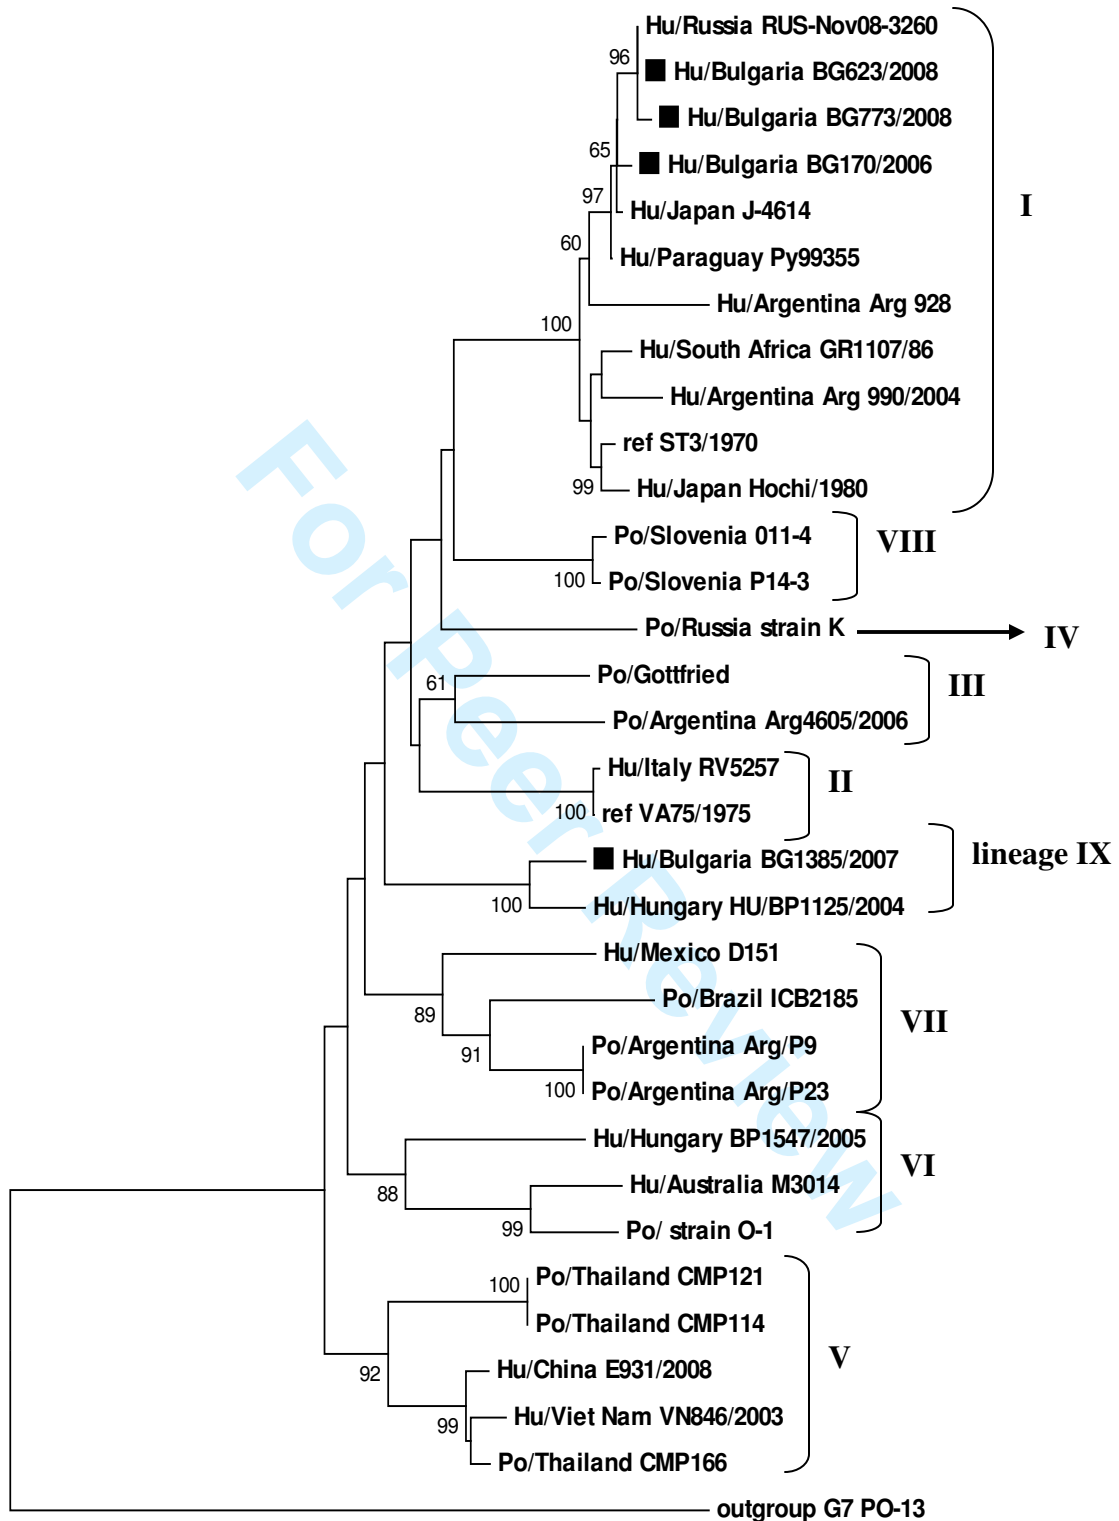 Hu/Russia RUS-Nov08-3260
96
Hu/Bulgaria BG623/2008
Hu/Bulgaria BG773/2008
65
Hu/Bulgaria BG170/2006
97
Hu/Japan J-4614
I
60
Hu/Paraguay Py99355
Hu/Argentina Arg 928
100
Hu/South Africa GR1107/86
Hu/Argentina Arg 990/2004
ref ST3/1970
99
Hu/Japan Hochi/1980
Po/Slovenia 011-4
VIII
100
Po/Slovenia P14-3
Po/Russia strain K
IV
61
Po/Gottfried
III
Po/Argentina Arg4605/2006
Hu/Italy RV5257
II
100
ref VA75/1975
Hu/Bulgaria BG1385/2007
lineage IX
100
Hu/Hungary HU/BP1125/2004
Hu/Mexico D151
89
Po/Brazil ICB2185
VII
91
Po/Argentina Arg/P9
100
Po/Argentina Arg/P23
Hu/Hungary BP1547/2005
VI
88
Hu/Australia M3014
99
Po/ strain O-1
100
Po/Thailand CMP121
Po/Thailand CMP114
V
92
Hu/China E931/2008
99
Hu/Viet Nam VN846/2003
Po/Thailand CMP166
outgroup G7 PO-13
For Peer Review